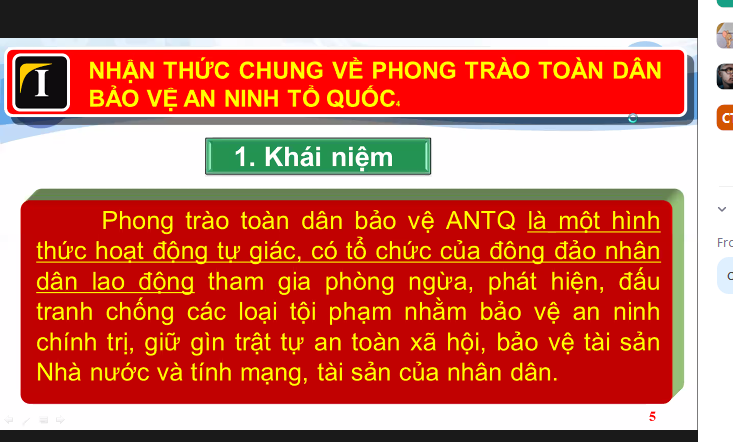 I
NHẬN THỨC CHUNG VỀ PHONG TRÀO TOÀN DÂN
BẢO VỆ AN NINH TỔ QUỐC.
1. Khái niệm
Phong trào toàn dân bảo vệ ANTQ là một hình
thức hoạt động tự giác, có tổ chức của đông đảo nhân
dân lao động tham gia phòng ngừa, phát hiện, đấu
tranh chống các loại tội phạm nhằm bảo vệ an ninh
chính trị, giữ gìn trật tự an toàn xã hội, bảo vệ tài sản
Nhà nước và tính mạng, tài sản của nhân dân.
5